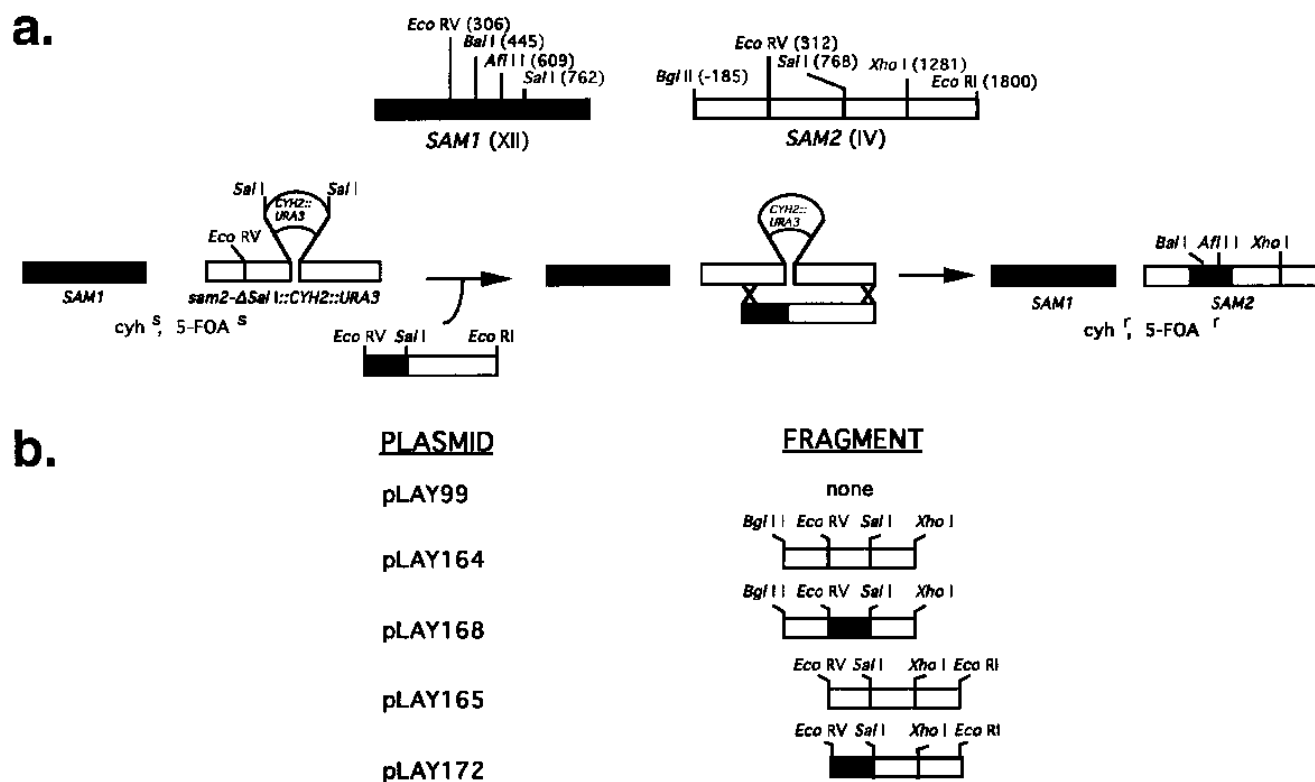 a.
Eco RV (306)
Bal I (445)
Afl II (609)
Sal I (762)
SAM1 (XII)
Eco RV (312)
Sal I (768)
Xho I (1281)
Bgl II (-185)
Eco RI (1800)
SAM2 (IV)
Sal I Sal I
CYH2::
URA3
Eco RV
SAM1
sam2-ΔSal I::CYH2::URA3
cyh s, 5-FOA s
Eco RV Sal I Eco RI
CYH2::
URA3
Bal I Afl II Xho I
SAM1 SAM2
cyh r, 5-FOA r
b.
PLASMID FRAGMENT
pLAY99 none
Bgl II Eco RV Sal I Xho I
pLAY164
Bgl II Eco RV Sal I Xho I
pLAY168
Eco RV Sal I Xho I Eco RI
pLAY165
Eco RV Sal I Xho I Eco RI
pLAY172